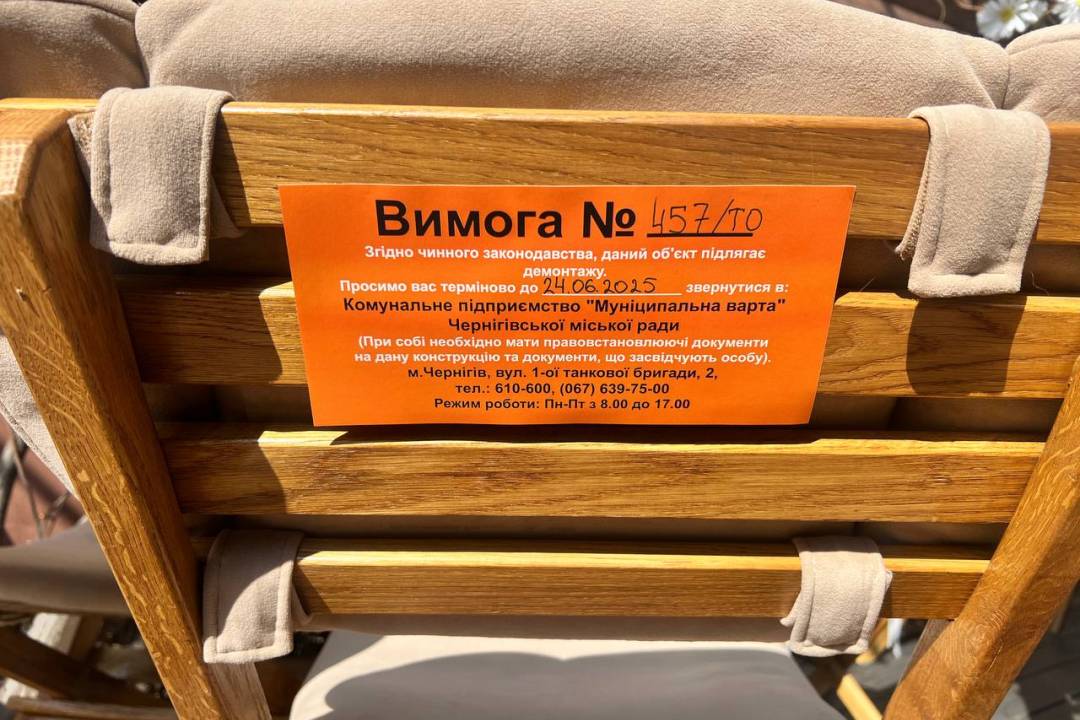 Вимога № 457/ТО
Згідно чинного законодавства, даний об'єкт підлягає
демонтажу.
Просимо вас терміново до 24.06.2025 звернутися в:
Комунальне підприємство "Муніципальна варта"
Чернігівської міської ради
(При собі необхідно мати правовстановлюючі документи
на дану конструкцію та документи, що засвідчують особу).
м.Чернігів, вул. 1-ої танкової бригади, 2,
тел.: 610-600, (067) 639-75-00
Режим роботи: Пн-Пт з 8.00 до 17.00